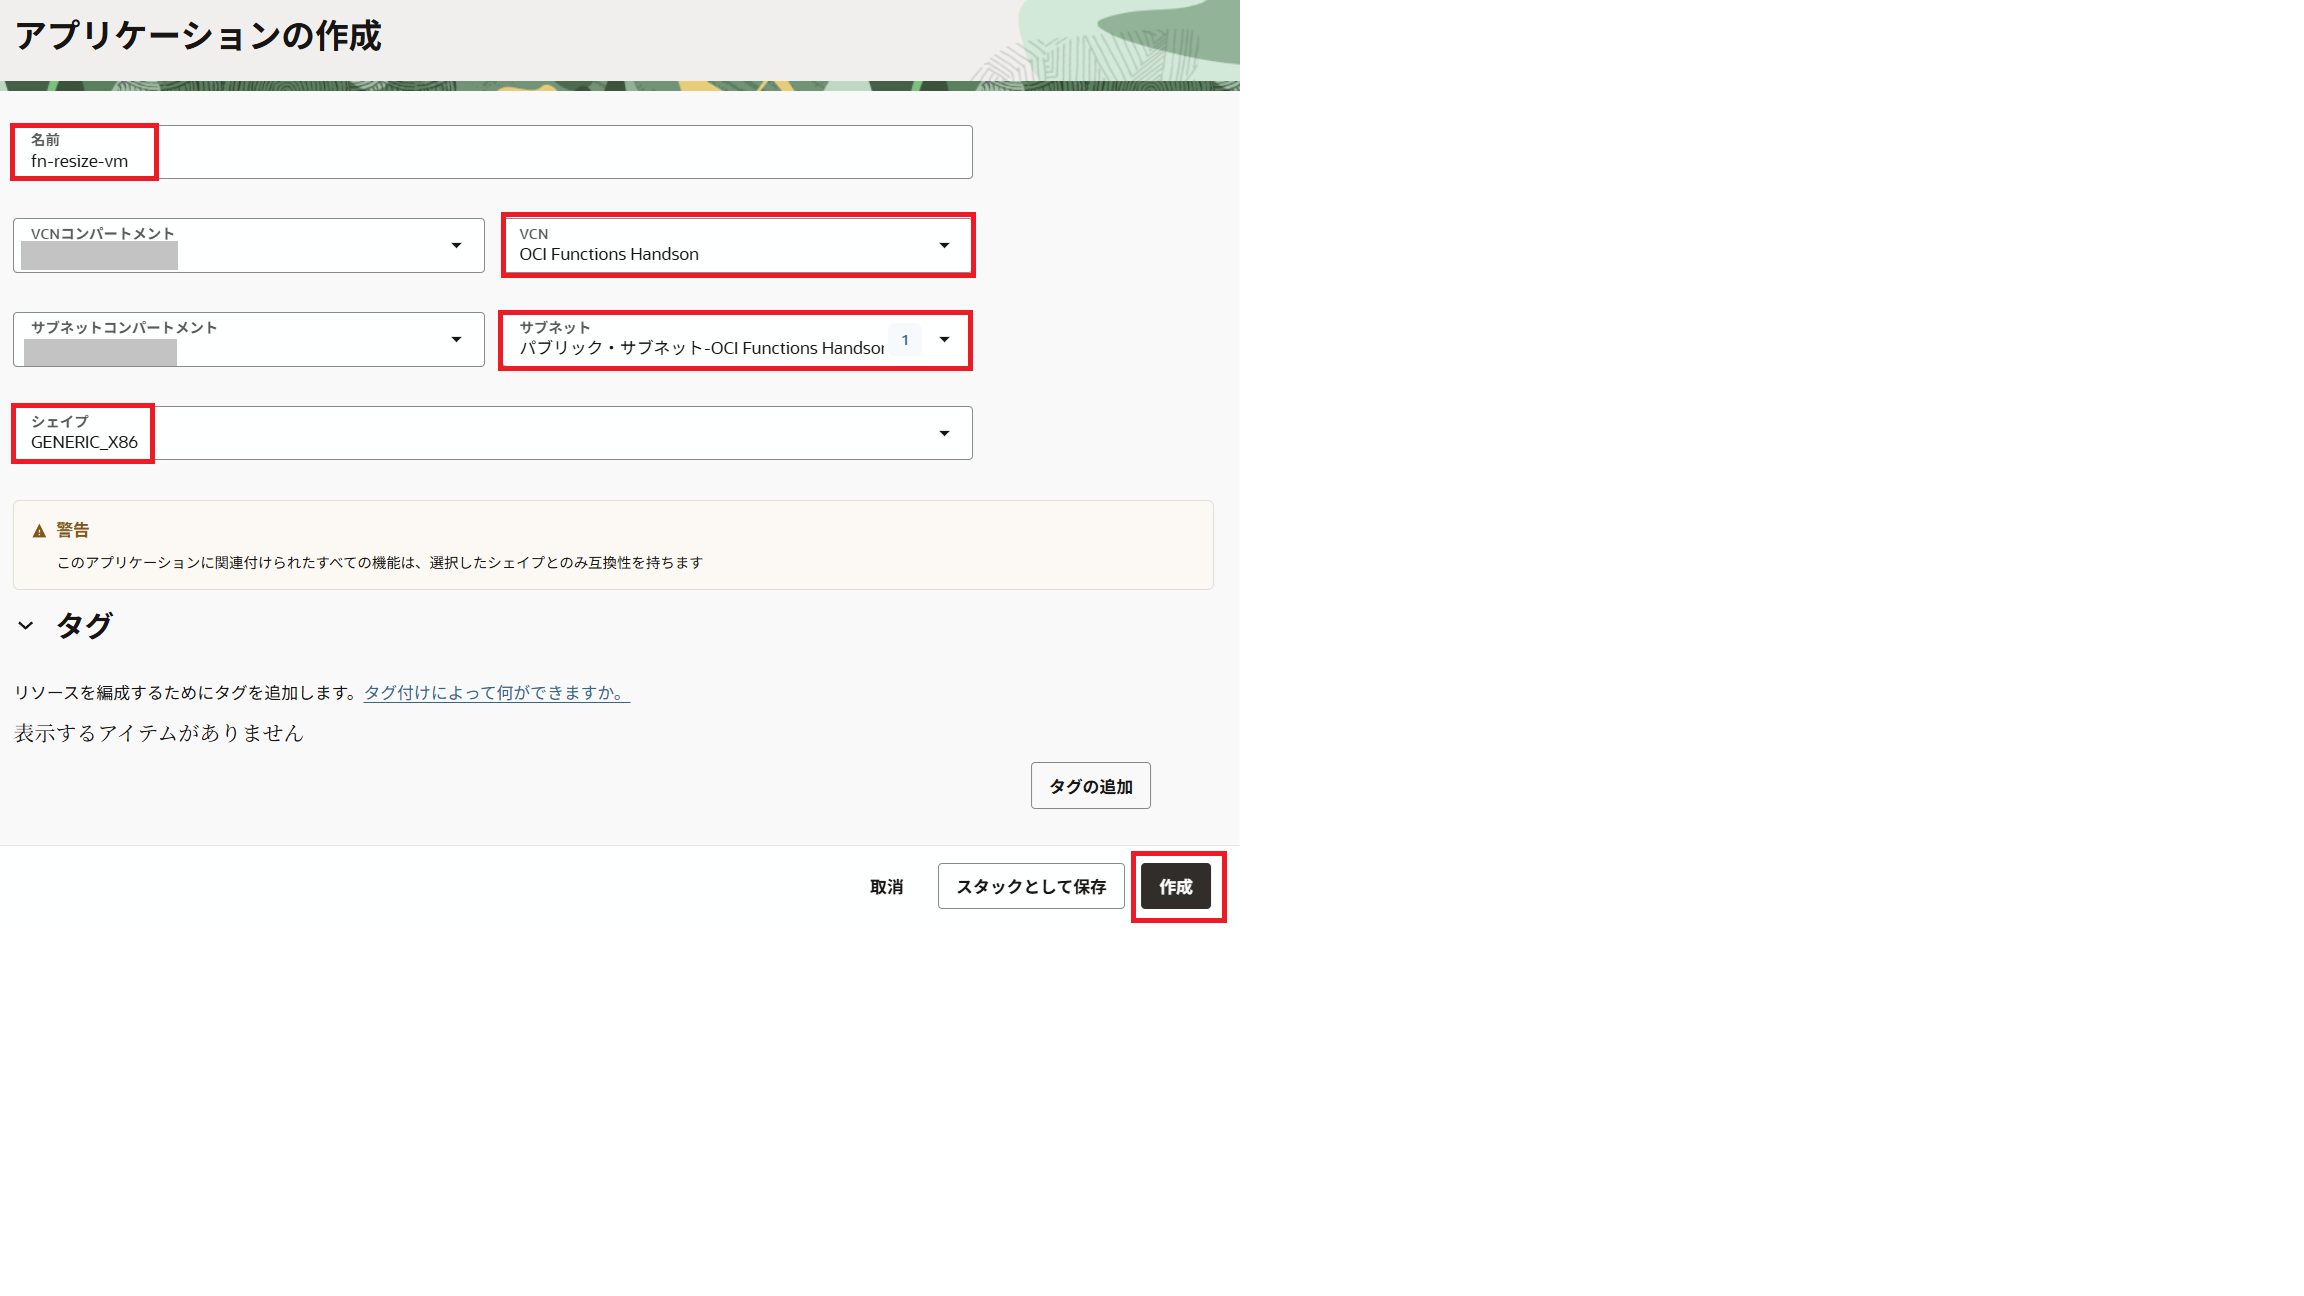 アプリケーションの作成
名前
fn-resize-vm
VCNコンパートメント
VCN
OCI Functions Handson
サブネットコンパートメント
サブネット
パブリック・サブネット-OCI Functions Handson
1
シェイプ
GENERIC_X86
警告
このアプリケーションに関連付けられたすべての機能は、選択したシェイプとのみ互換性を持ちます
タグ
リソースを編成するためにタグを追加します。タグ付けによって何ができますか。
表示するアイテムがありません
タグの追加
取消
スタックとして保存
作成